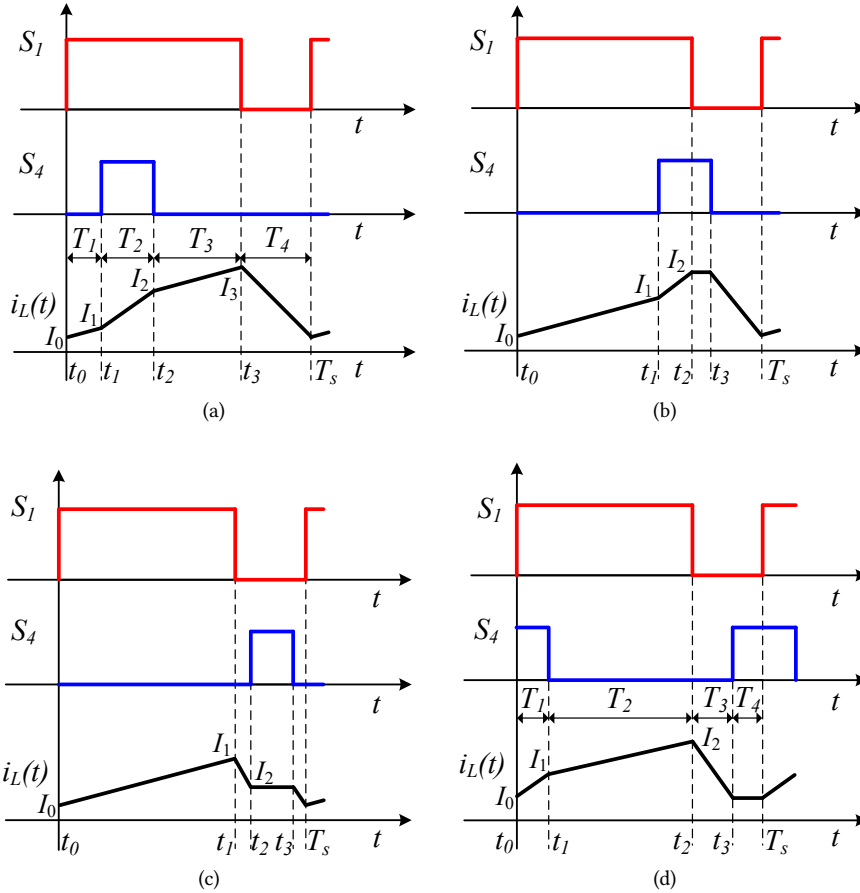 S1
t
S4
t
T1 T2 T3 T4
iL(t)
I0 I1 I2 I3
t0 t1 t2 t3 Ts t
(a)
S1
t
S4
t
iL(t)
I0 I1 I2
t0 t1 t2 t3 Ts t
(b)
S1
t
S4
t
iL(t)
I0 I1 I2
t0 t1 t2 t3 Ts t
(c)
S1
t
S4
t
T1 T2 T3 T4
iL(t)
I0 I1 I2
t0 t1 t2 t3 Ts t
(d)